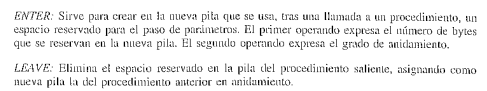 ENTER: Sirve para crear en la nueva pila que se usa, tras una llamada a un procedimiento, un
espacio reservado para el paso de parámetros. El primer operando expresa el número de bytes
que se reservan en la nueva pila. El segundo operando expresa el grado de anidamiento.
LEAVE: Elimina el espacio reservado en la pila del procedimiento saliente, asignando como
nueva pila la del procedimiento anterior en anidamiento.